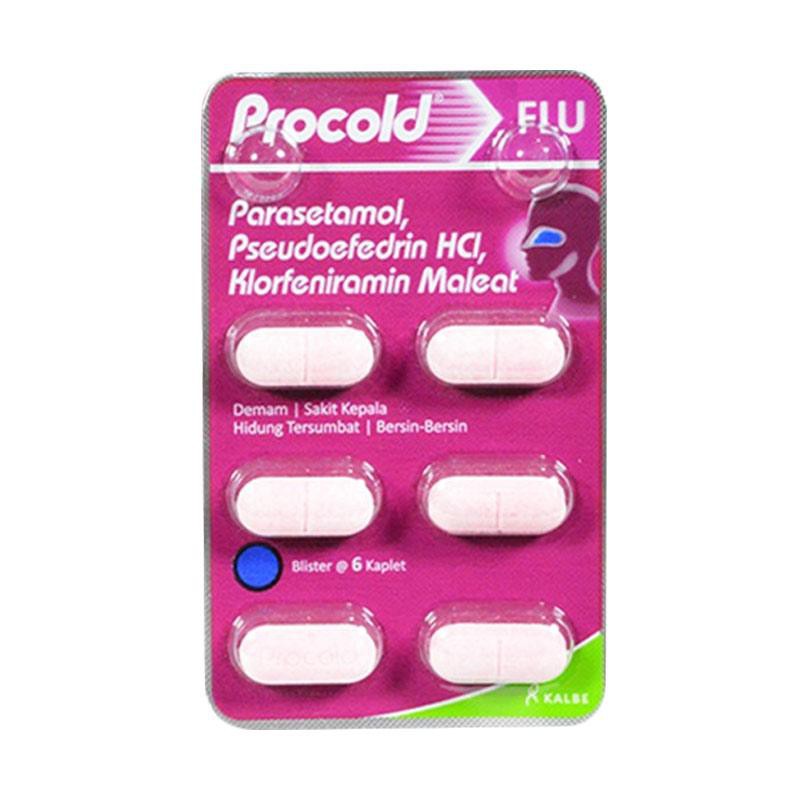 Procold® FLU
Parasetamol,
Pseudoefedrin HCl,
Klorfeniramin Maleat
Demam | Sakit Kepala
Hidung Tersumbat | Bersin-Bersin
Blister @ 6 Kaplet
Procold
KALBE